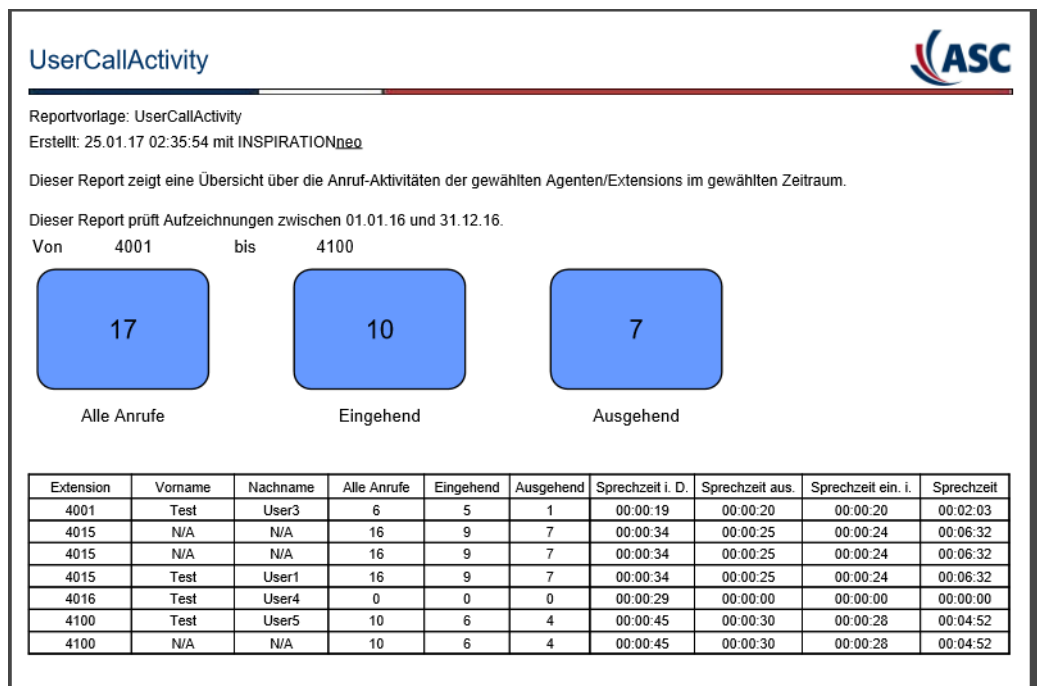 UserCallActivity
ASC
Reportvorlage: UserCallActivity
Erstellt: 25.01.17 02:35:54 mit INSPIRATIONneo
Dieser Report zeigt eine Übersicht über die Anruf-Aktivitäten der gewählten Agenten/Extensions im gewählten Zeitraum.
Dieser Report prüft Aufzeichnungen zwischen 01.01.16 und 31.12.16.
Von 4001 bis 4100
17 10 7
Alle Anrufe Eingehend Ausgehend
Extension Vorname Nachname Alle Anrufe Eingehend Ausgehend Sprechzeit i. D. Sprechzeit aus. Sprechzeit ein. i. Sprechzeit
4001 Test User3 6 5 1 00:00:19 00:00:20 00:00:20 00:02:03
4015 N/A N/A 16 9 7 00:00:34 00:00:25 00:00:24 00:06:32
4015 N/A N/A 16 9 7 00:00:34 00:00:25 00:00:24 00:06:32
4015 Test User1 16 9 7 00:00:34 00:00:25 00:00:24 00:06:32
4016 Test User4 0 0 0 00:00:29 00:00:00 00:00:00 00:00:00
4100 Test User5 10 6 4 00:00:45 00:00:30 00:00:28 00:04:52
4100 N/A N/A 10 6 4 00:00:45 00:00:30 00:00:28 00:04:52